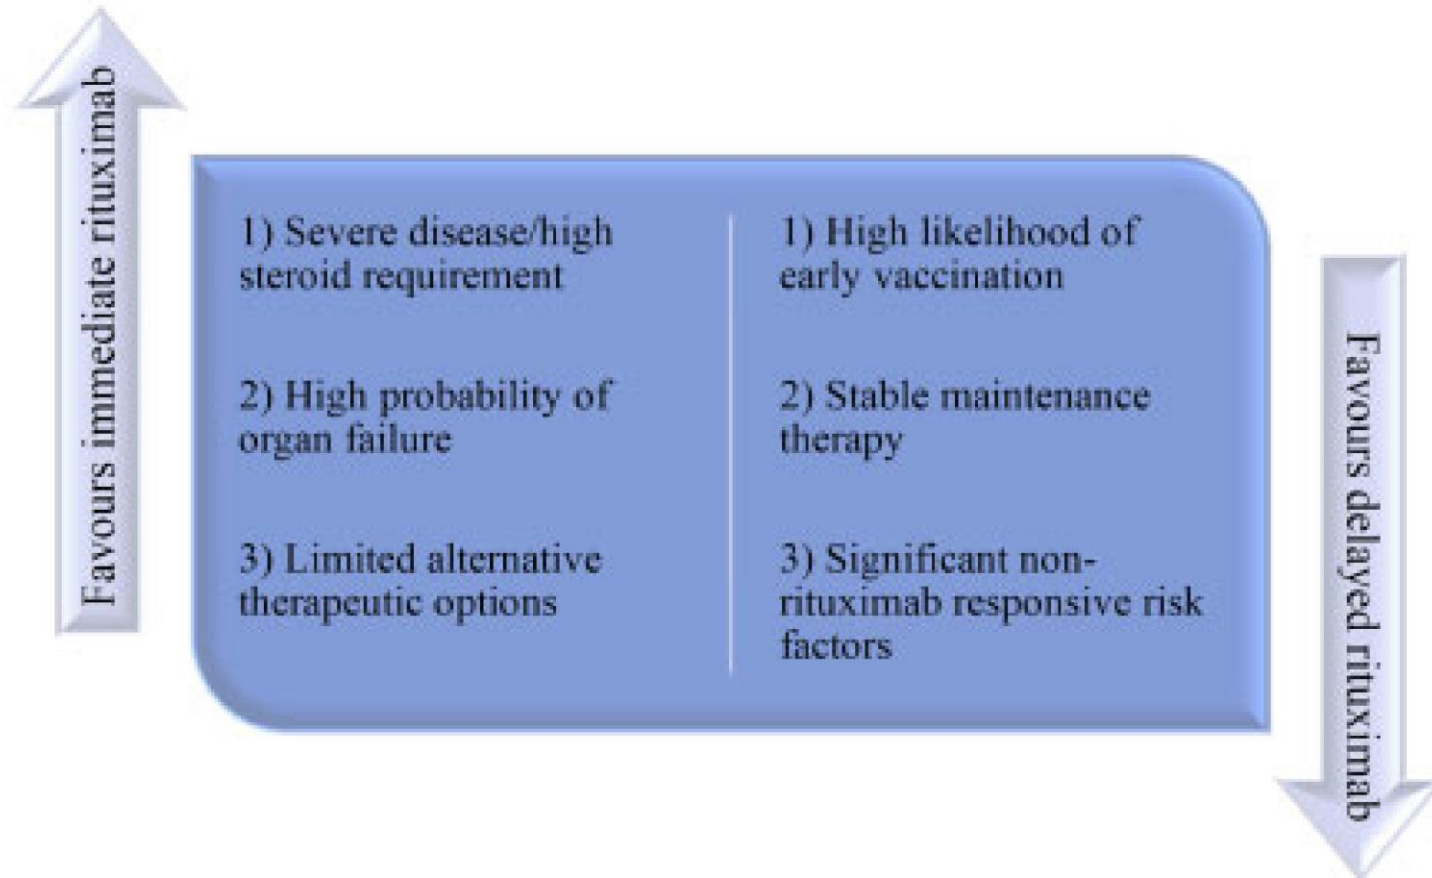 Favours immediate rituximab
1) Severe disease/high
steroid requirement
2) High probability of
organ failure
3) Limited alternative
therapeutic options
1) High likelihood of
early vaccination
2) Stable maintenance
therapy
3) Significant non-
rituximab responsive risk
factors
Favours delayed rituximab